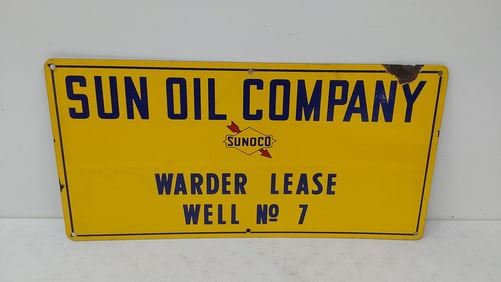 SUN OIL COMPANY
SUNOCO
WARDER LEASE
WELL Nº 7